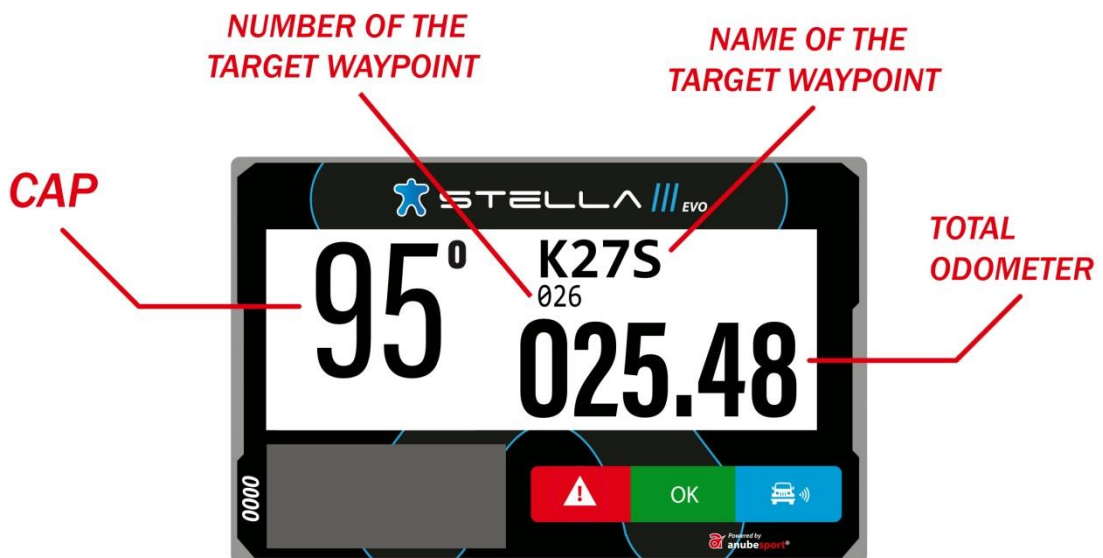 NUMBER OF THE
TARGET WAYPOINT
NAME OF THE
TARGET WAYPOINT
CAP
STELLA III EVO
95°
K27S
026
025.48
TOTAL
ODOMETER
0000
OK
Powered by
anubesport®